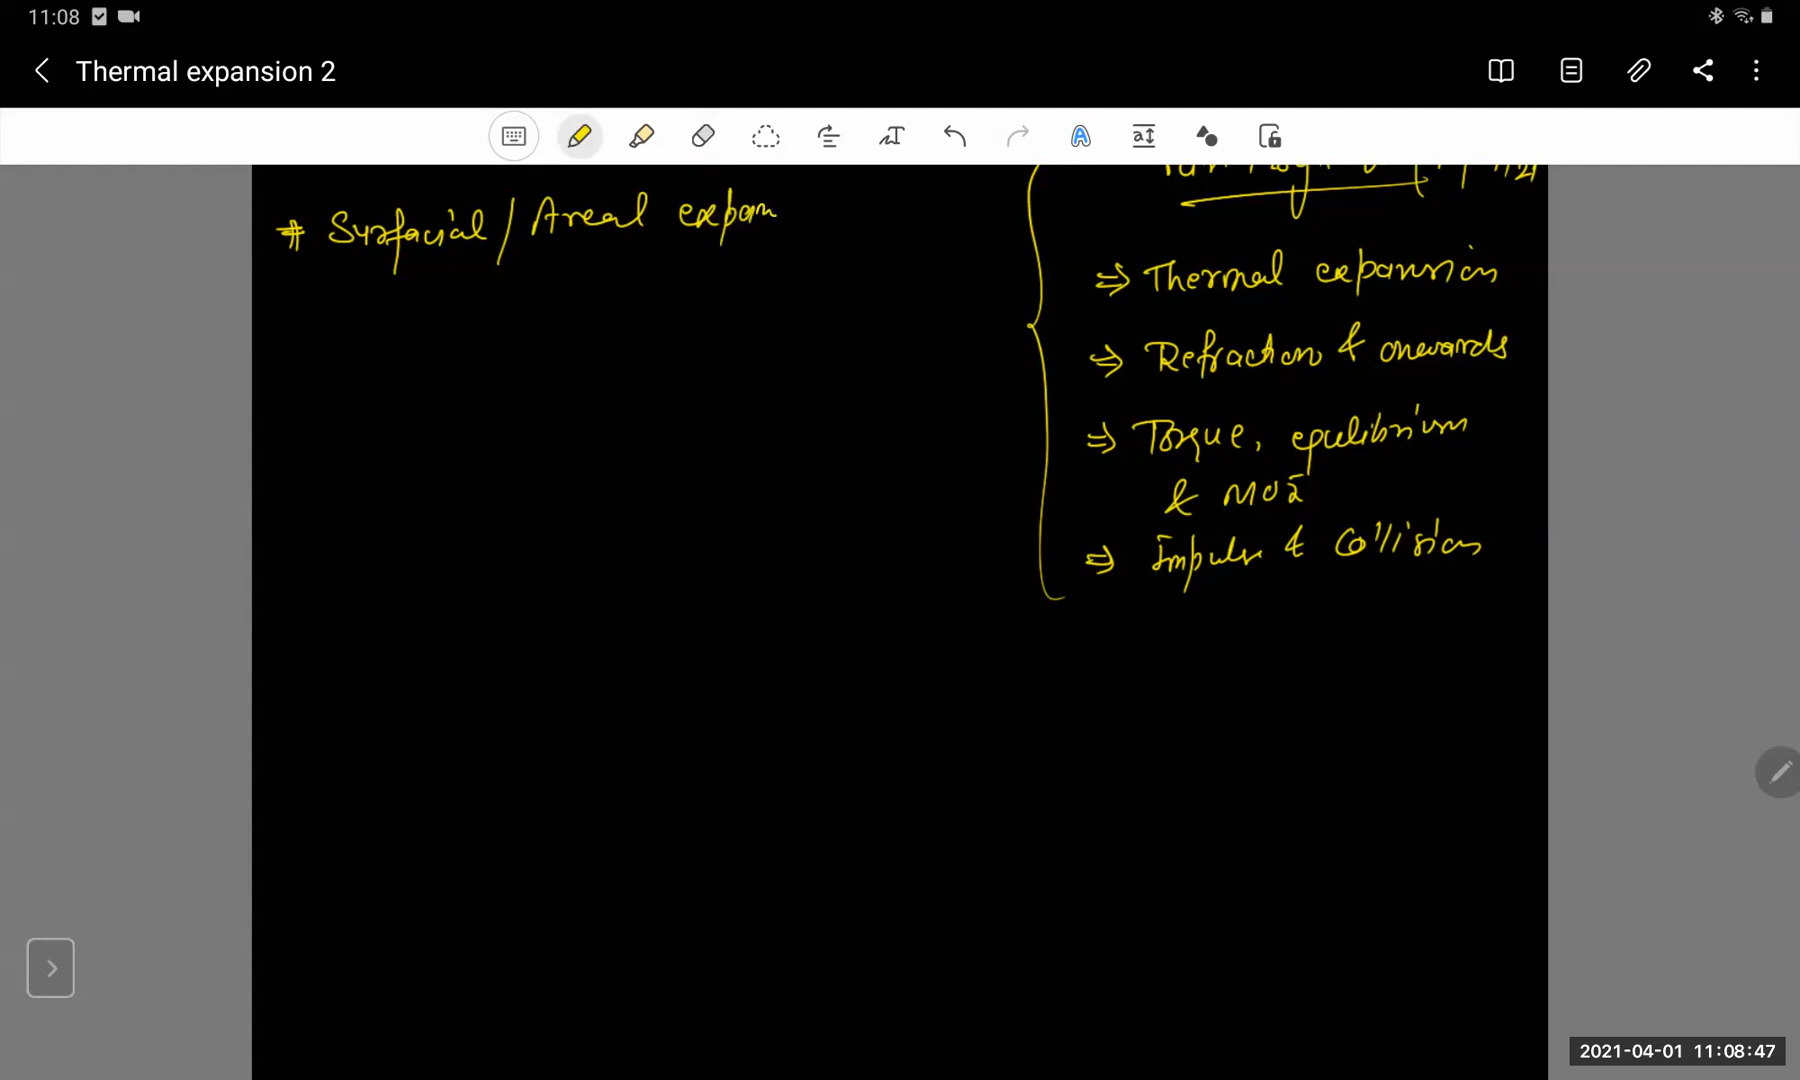 11:08
Thermal expansion 2
# Surfacial / Areal expan
⇒ Thermal expansion
⇒ Refraction & onwards
⇒ Torque, equilibrium
& MOI
⇒ Impulse & Collision
2021-04-01 11:08:47